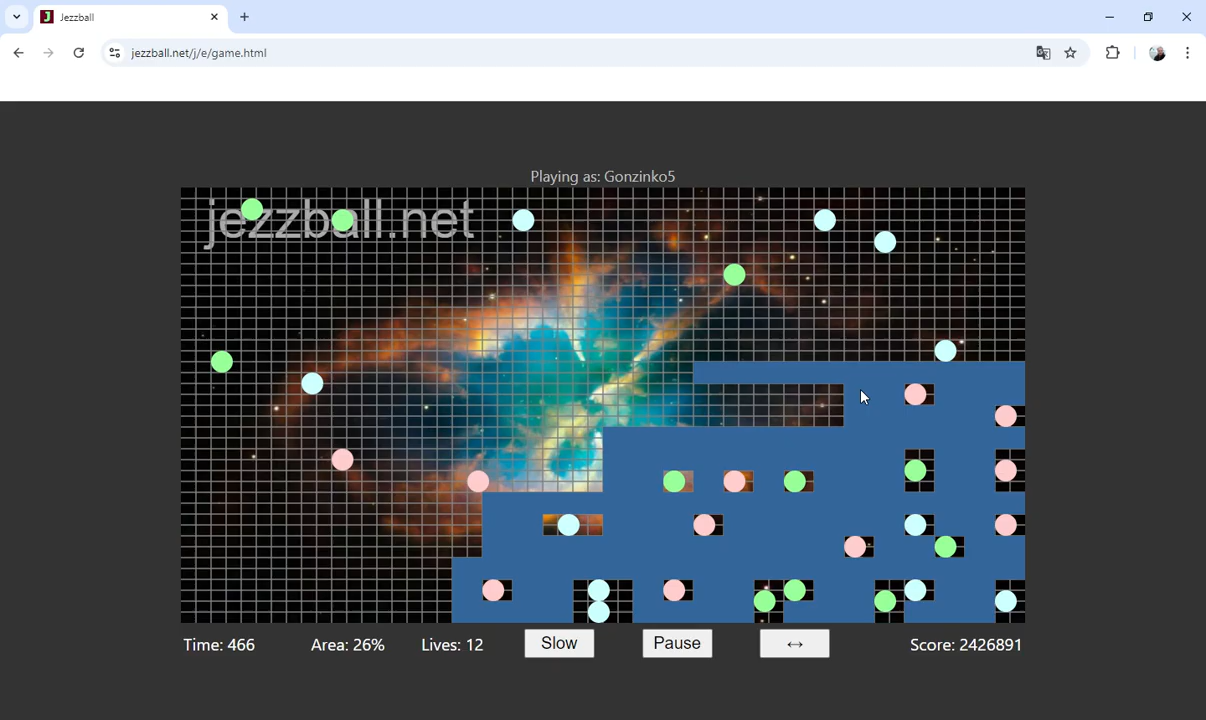 Jezzball
jezzball.net/j/e/game.html
Playing as: Gonzinko5
jezzball.net
Time: 466 Area: 26% Lives: 12 Slow Pause ↔ Score: 2426891